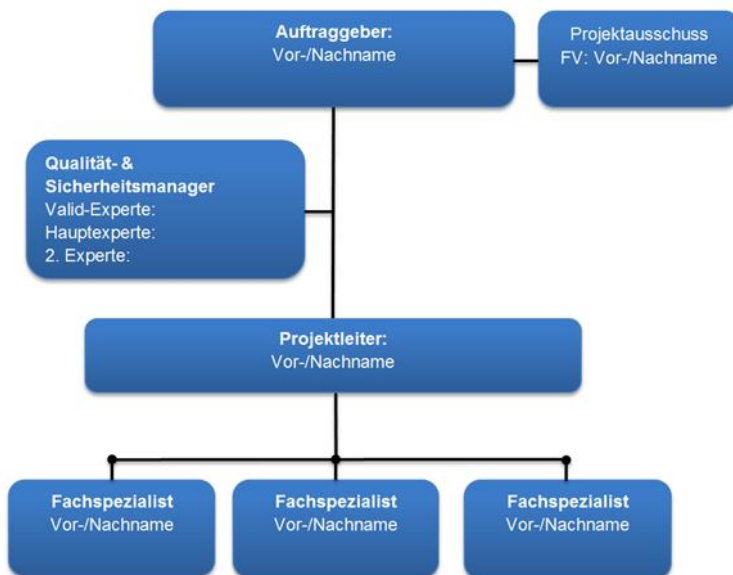 Auftraggeber:
Vor-/Nachname
Projektausschuss
FV: Vor-/Nachname
Qualität- &
Sicherheitsmanager
Valid-Experte:
Hauptexperte:
2. Experte:
Projektleiter:
Vor-/Nachname
Fachspezialist
Vor-/Nachname
Fachspezialist
Vor-/Nachname
Fachspezialist
Vor-/Nachname